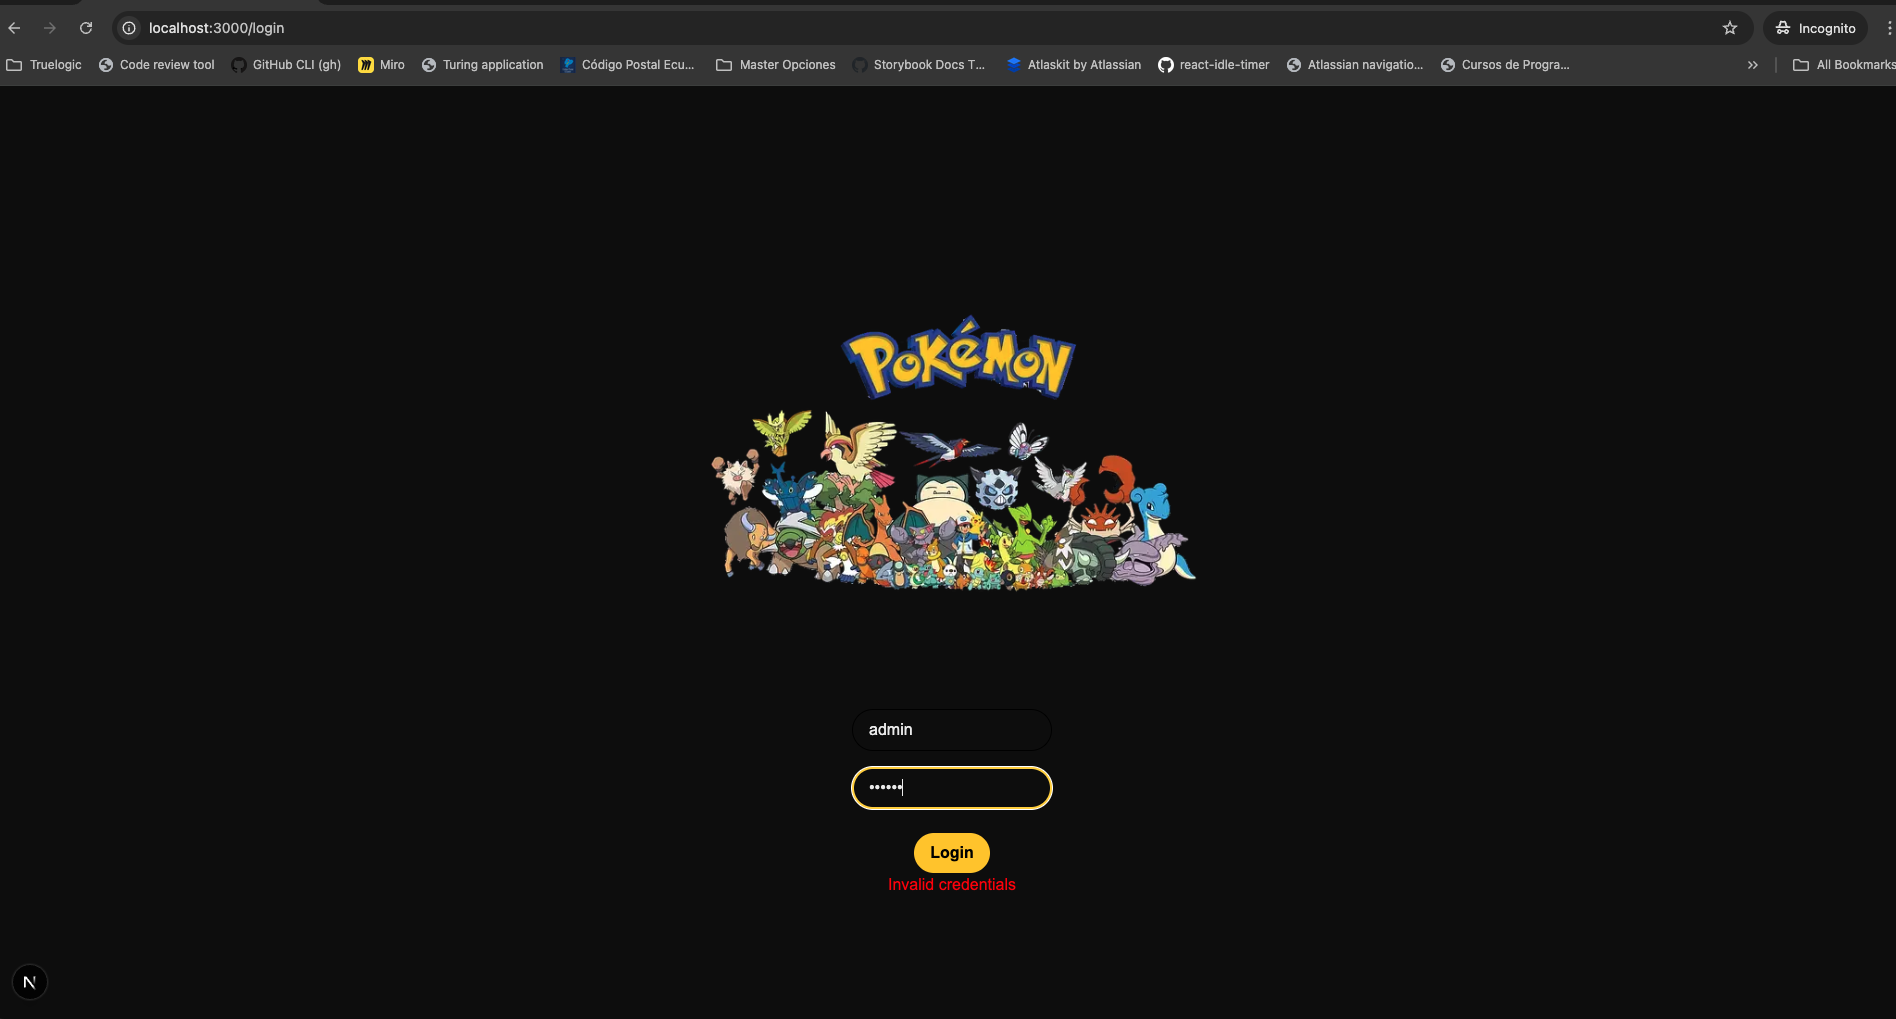 localhost:3000/login
Incognito
Truelogic
Code review tool
GitHub CLI (gh)
Miro
Turing application
Código Postal Ecu...
Master Opciones
Storybook Docs T...
Atlaskit by Atlassian
react-idle-timer
Atlassian navigatio...
Cursos de Progra...
»
All Bookmarks
POKéMON
admin
••••••
Login
Invalid credentials
N